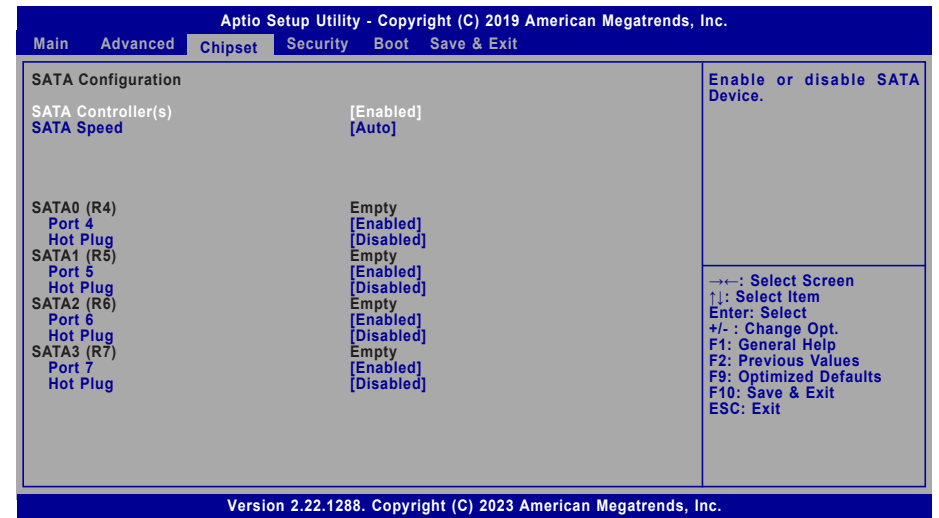 Aptio Setup Utility - Copyright (C) 2019 American Megatrends, Inc.
Main Advanced Chipset Security Boot Save & Exit
SATA Configuration
SATA Controller(s) [Enabled]
SATA Speed [Auto]
SATA0 (R4) Empty
Port 4 [Enabled]
Hot Plug [Disabled]
SATA1 (R5) Empty
Port 5 [Enabled]
Hot Plug [Disabled]
SATA2 (R6) Empty
Port 6 [Enabled]
Hot Plug [Disabled]
SATA3 (R7) Empty
Port 7 [Enabled]
Hot Plug [Disabled]
Enable or disable SATA
Device.
→←: Select Screen
↑↓: Select Item
Enter: Select
+/- : Change Opt.
F1: General Help
F2: Previous Values
F9: Optimized Defaults
F10: Save & Exit
ESC: Exit
Version 2.22.1288. Copyright (C) 2023 American Megatrends, Inc.